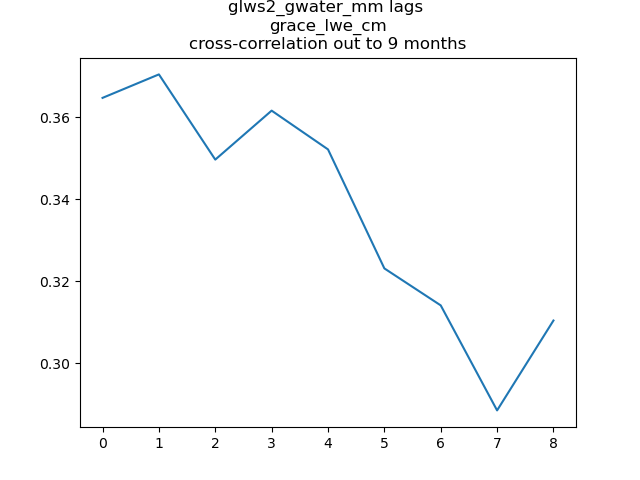 glws2_gwater_mm lags
grace_lwe_cm
cross-correlation out to 9 months
0.36
0.34
0.32
0.30
0 1 2 3 4 5 6 7 8